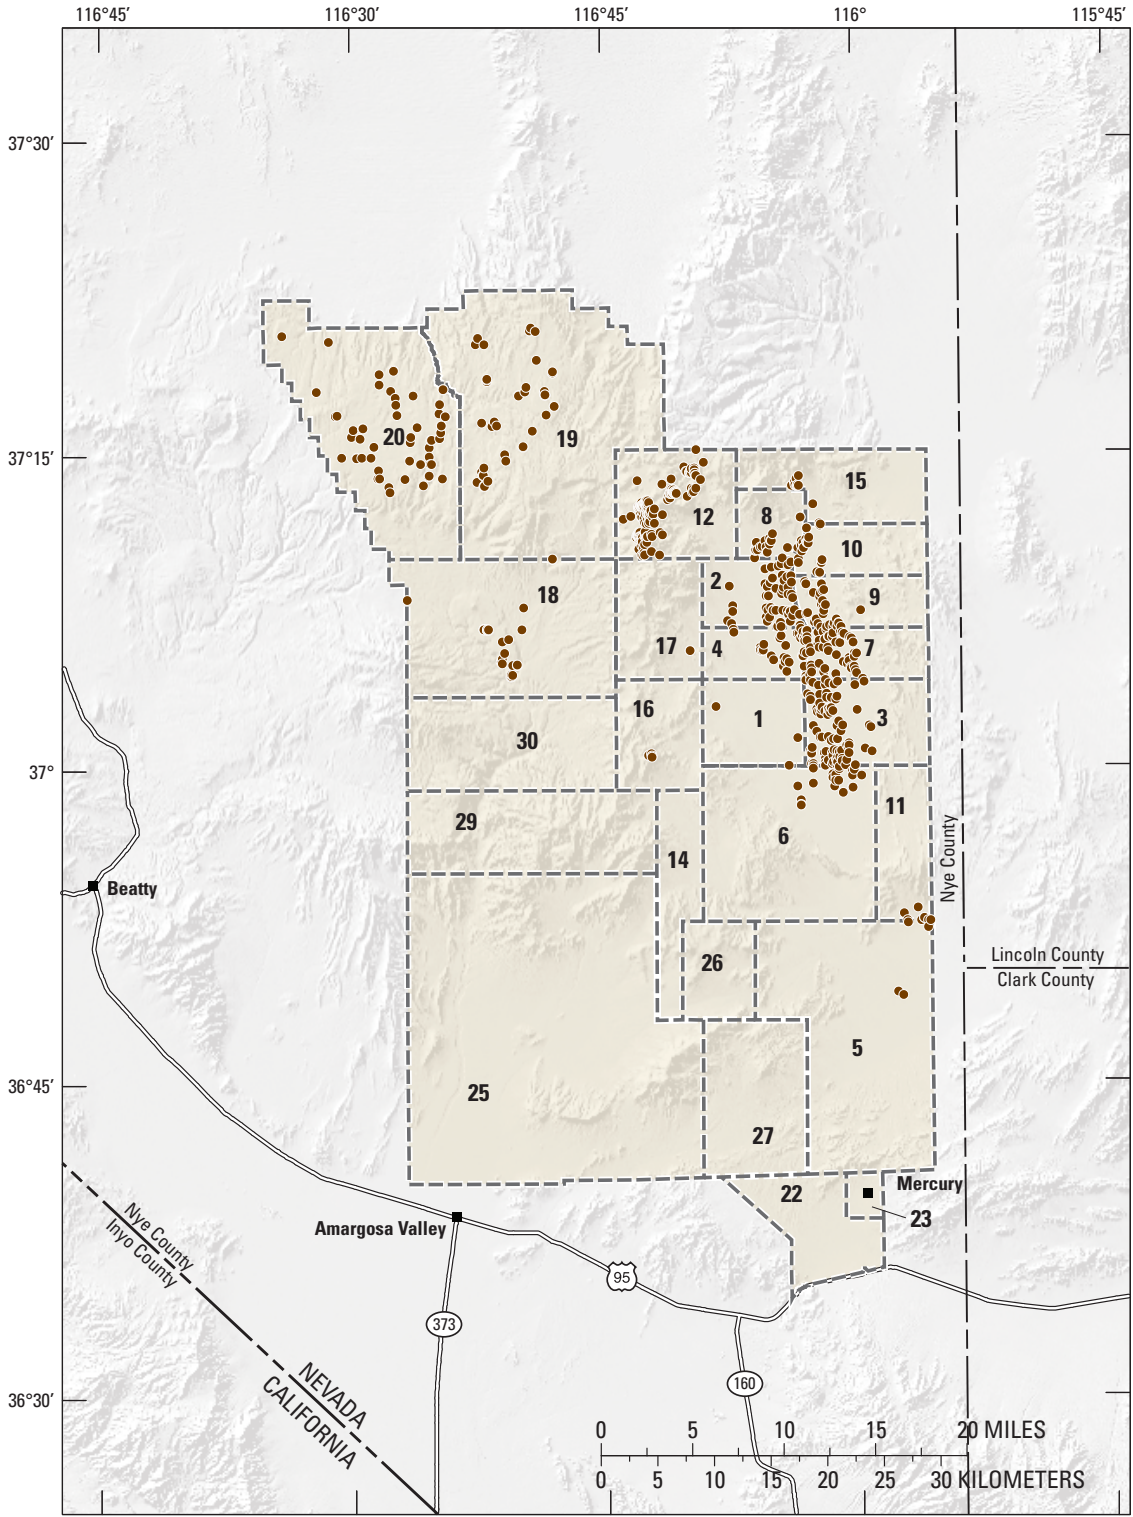 116°45′ 116°30′ 116°45′ 116° 115°45′
37°30′
20
19
37°15′
15
12
8
10
2
18
9
17
4
7
16
1
3
30
37°
11
29
6
14
Nye County
Beatty
Lincoln County
26
Clark County
5
36°45′
25
27
Mercury
22
23
Amargosa Valley
Nye County
Inyo County
95
373
NEVADA
CALIFORNIA
160
36°30′
0 5 10 15 20 MILES
0 5 10 15 20 25 30 KILOMETERS